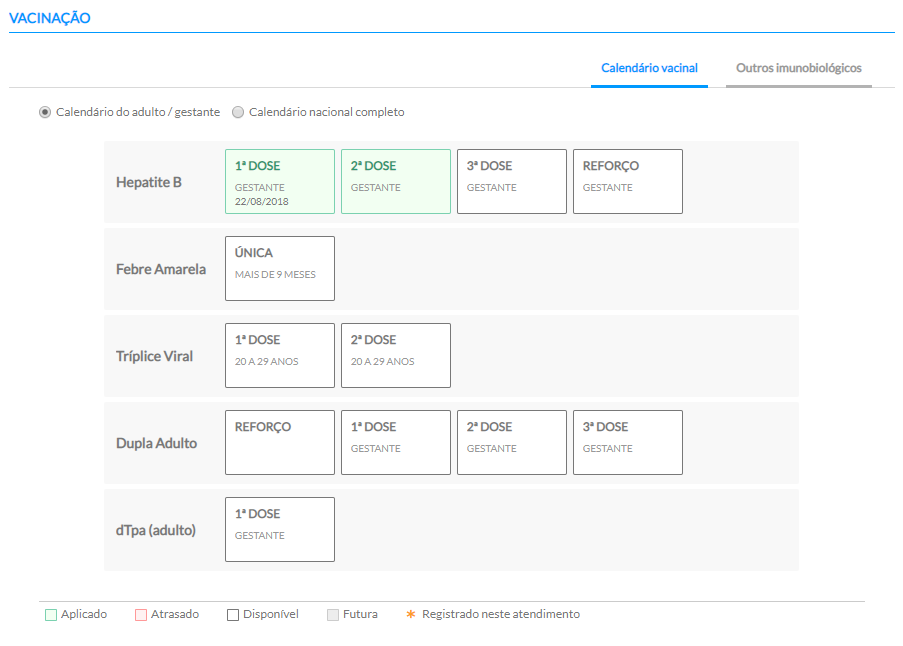 VACINAÇÃO
Calendário vacinal
Outros imunobiológicos
Calendário do adulto / gestante
Calendário nacional completo
Hepatite B
1ª DOSE
GESTANTE
22/08/2018
2ª DOSE
GESTANTE
3ª DOSE
GESTANTE
REFORÇO
GESTANTE
Febre Amarela
ÚNICA
MAIS DE 9 MESES
Tríplice Viral
1ª DOSE
20 A 29 ANOS
2ª DOSE
20 A 29 ANOS
Dupla Adulto
REFORÇO
1ª DOSE
GESTANTE
2ª DOSE
GESTANTE
3ª DOSE
GESTANTE
dTpa (adulto)
1ª DOSE
GESTANTE
Aplicado
Atrasado
Disponível
Futura
* Registrado neste atendimento